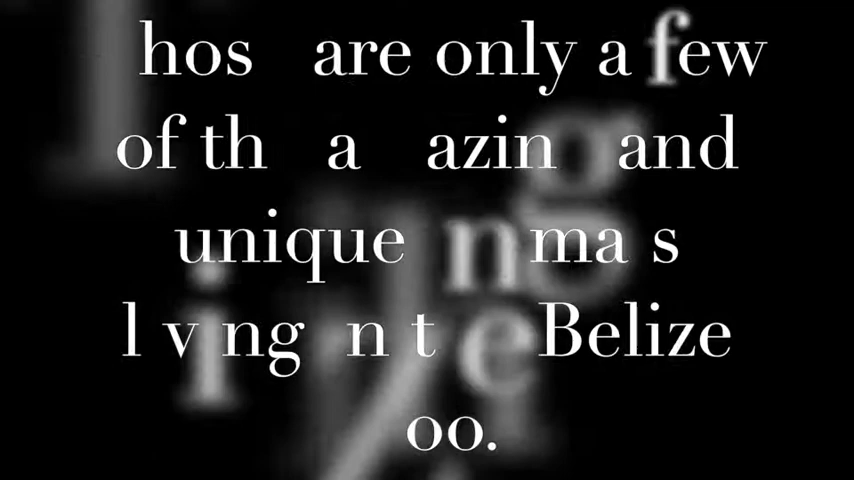 hos are only a few
of th a azin g and
unique n ma s
l v ng n t e Belize
oo.